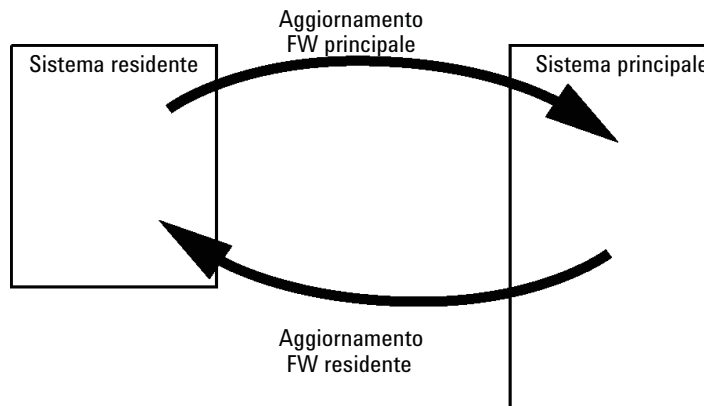 Aggiornamento
FW principale
Sistema residente
Sistema principale
Aggiornamento
FW residente